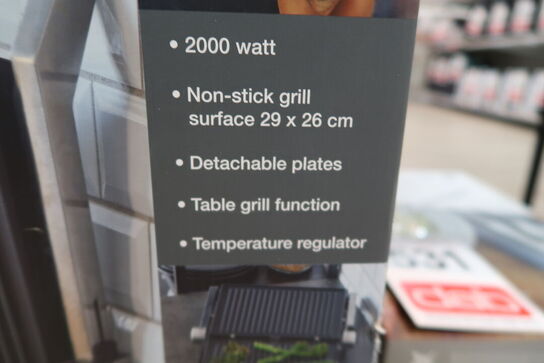 • 2000 watt
• Non-stick grill
surface 29 x 26 cm
• Detachable plates
• Table grill function
• Temperature regulator